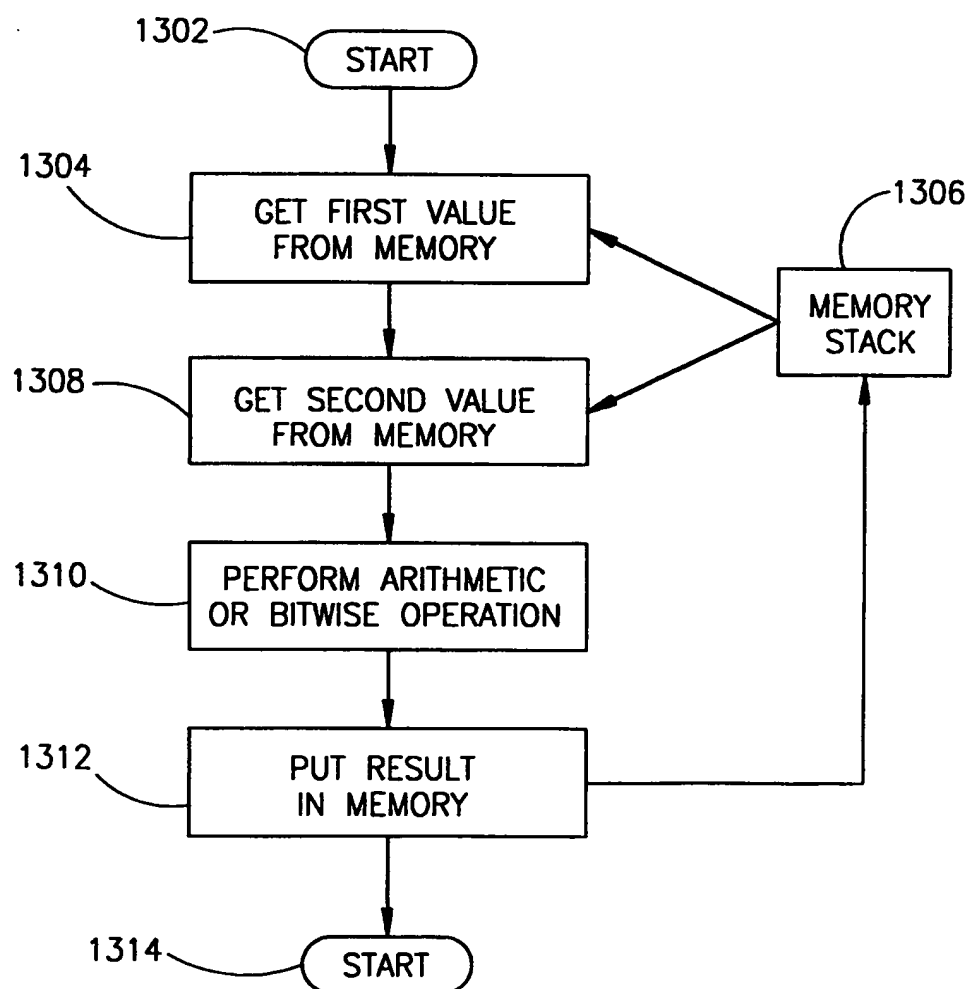 1302
START
1304
GET FIRST VALUE
FROM MEMORY
1306
MEMORY
STACK
1308
GET SECOND VALUE
FROM MEMORY
1310
PERFORM ARITHMETIC
OR BITWISE OPERATION
1312
PUT RESULT
IN MEMORY
1314
START